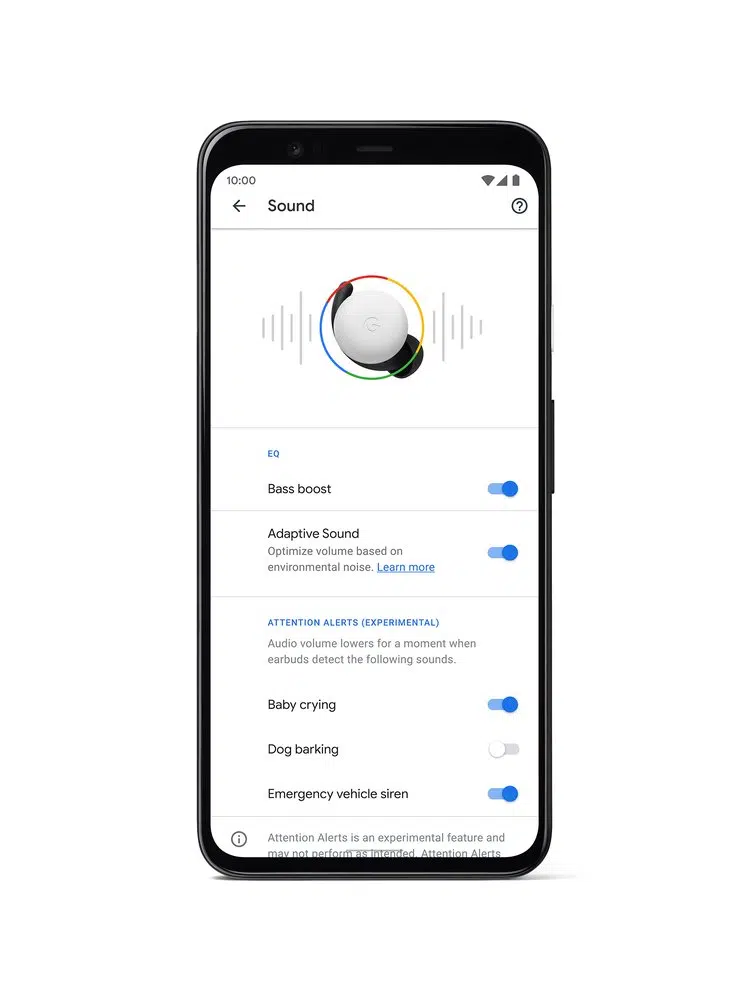 10:00
Sound
EQ
Bass boost
Adaptive Sound
Optimize volume based on
environmental noise. Learn more
ATTENTION ALERTS (EXPERIMENTAL)
Audio volume lowers for a moment when
earbuds detect the following sounds.
Baby crying
Dog barking
Emergency vehicle siren
Attention Alerts is an experimental feature and
may not perform as intended. Attention Alerts